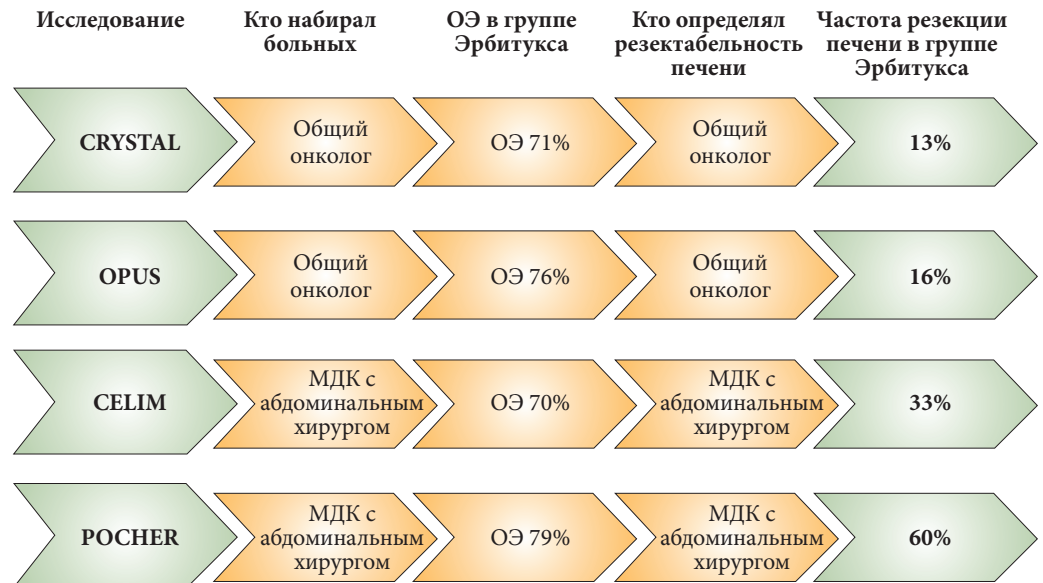 Исследование
Кто набирал
больных
ОЭ в группе
Эрбитукса
Кто определял
резектабельность
печени
Частота резекции
печени в группе
Эрбитукса
CRYSTAL
Общий
онколог
ОЭ 71%
Общий
онколог
13%
OPUS
Общий
онколог
ОЭ 76%
Общий
онколог
16%
CELIM
МДК с
абдоминальным
хирургом
ОЭ 70%
МДК с
абдоминальным
хирургом
33%
POCHER
МДК с
абдоминальным
хирургом
ОЭ 79%
МДК с
абдоминальным
хирургом
60%